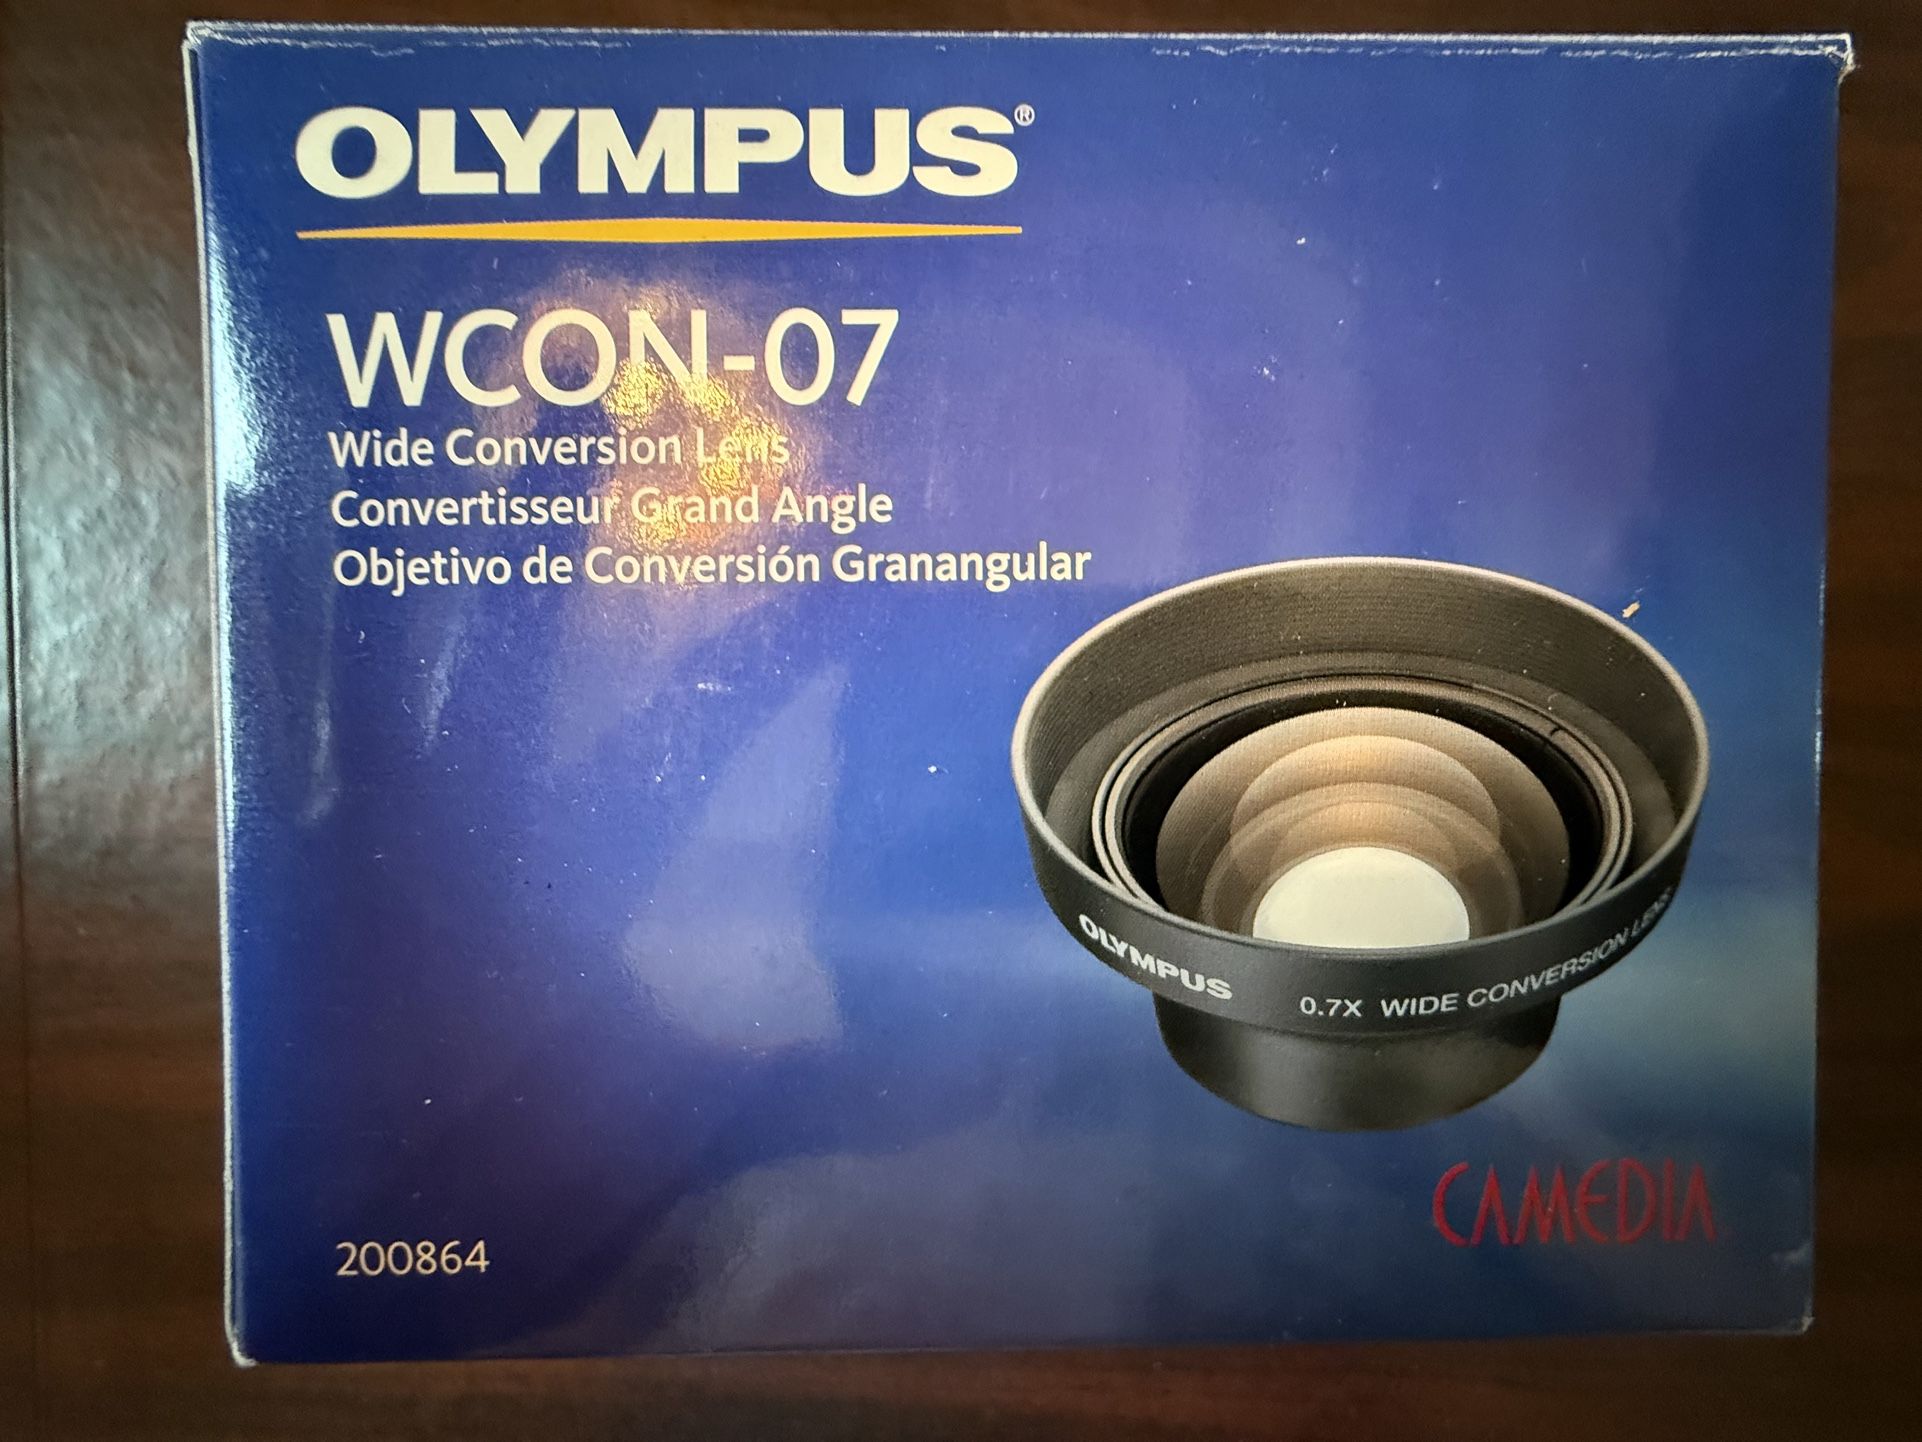 OLYMPUS®
WCON-07
Wide Conversion Lens
Convertisseur Grand Angle
Objetivo de Conversión Granangular
OLYMPUS 0.7X WIDE CONVERSION LENS
CAMEDIA
200864